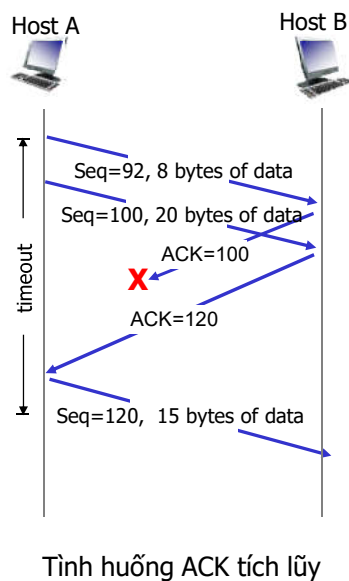 Host A
Host B
Seq=92, 8 bytes of data
Seq=100, 20 bytes of data
ACK=100
X
timeout
ACK=120
Seq=120, 15 bytes of data
Tình huống ACK tích lũy